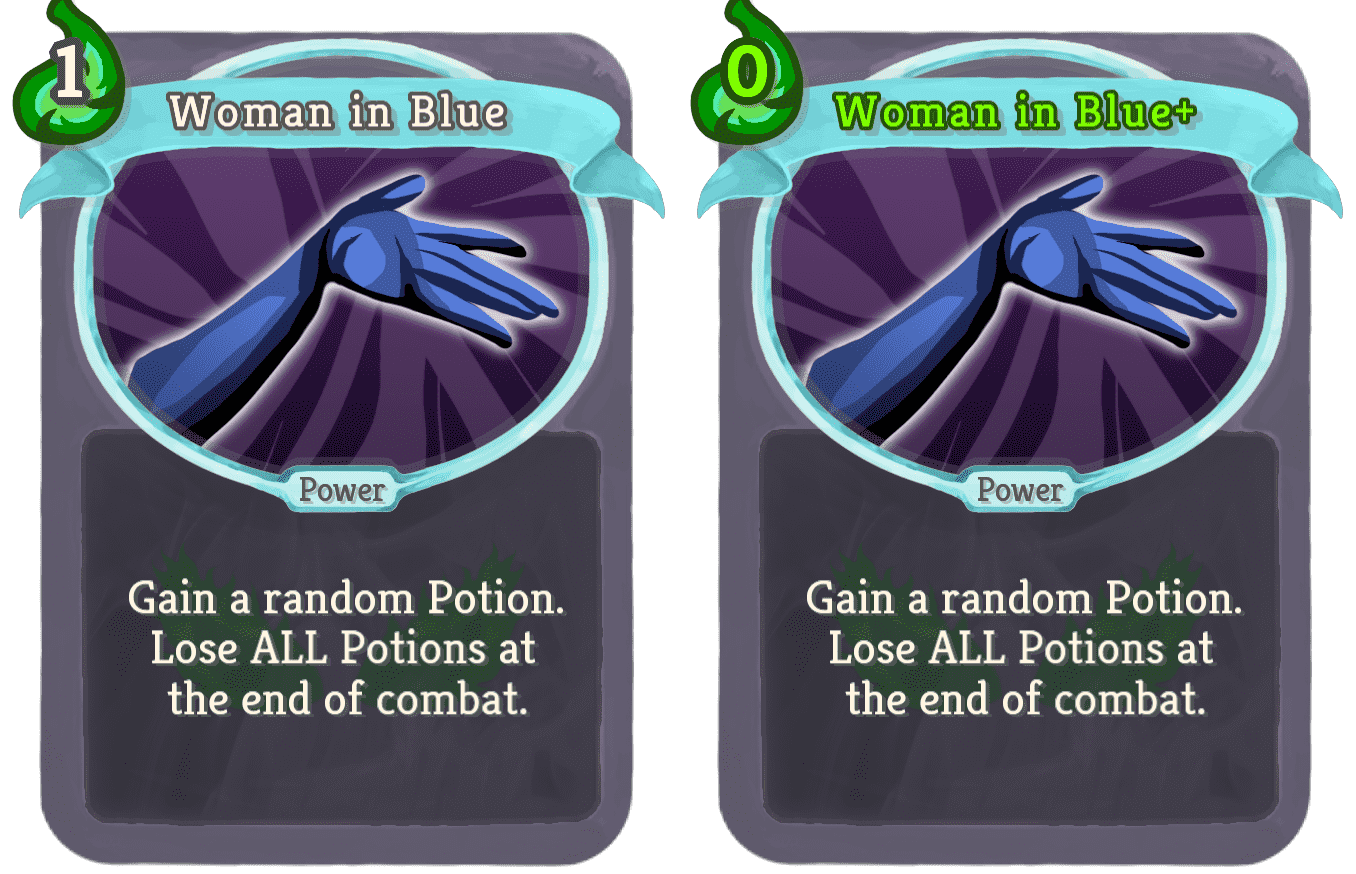 1
Woman in Blue
Power
Gain a random Potion.
Lose ALL Potions at
the end of combat.
0
Woman in Blue+
Power
Gain a random Potion.
Lose ALL Potions at
the end of combat.